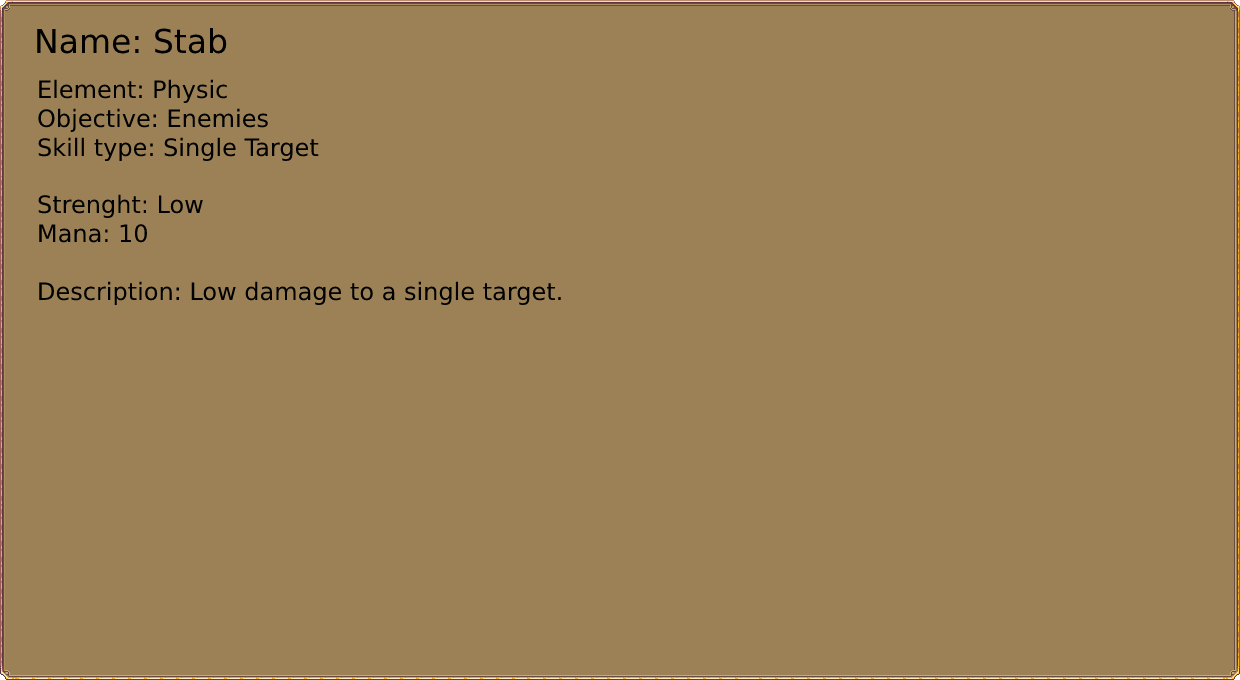 Name: Stab
Element: Physic
Objective: Enemies
Skill type: Single Target
Strenght: Low
Mana: 10
Description: Low damage to a single target.